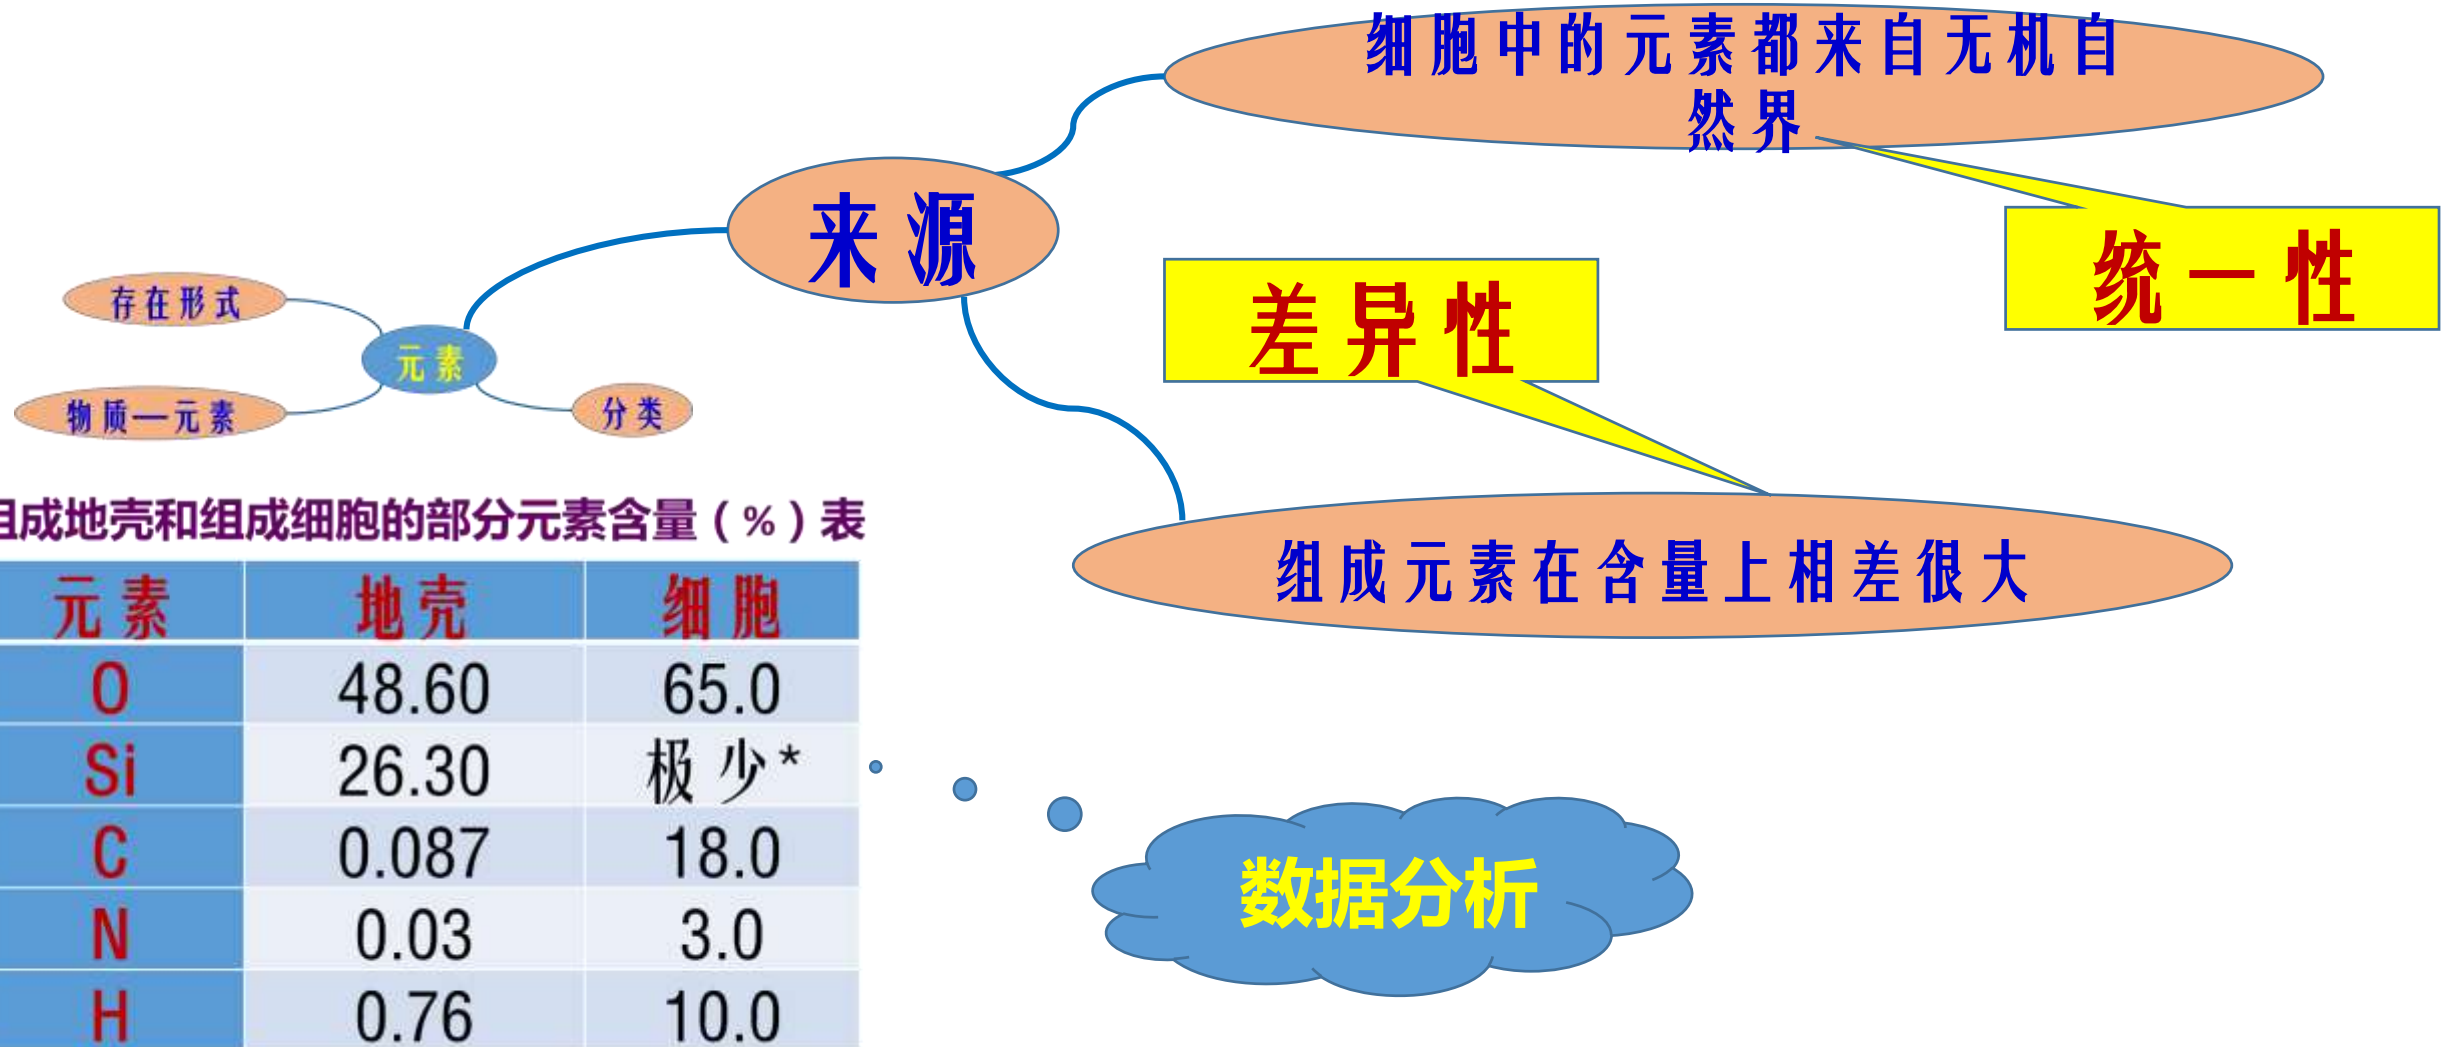 细胞中的元素都来自无机自
然界
来源
统一性
差异性
存在形式
元素
物质—元素
分类
组成地壳和组成细胞的部分元素含量（%）表
组成元素在含量上相差很大
元素 地壳 细胞
O 48.60 65.0
Si 26.30 极少*
C 0.087 18.0
N 0.03 3.0
H 0.76 10.0
数据分析